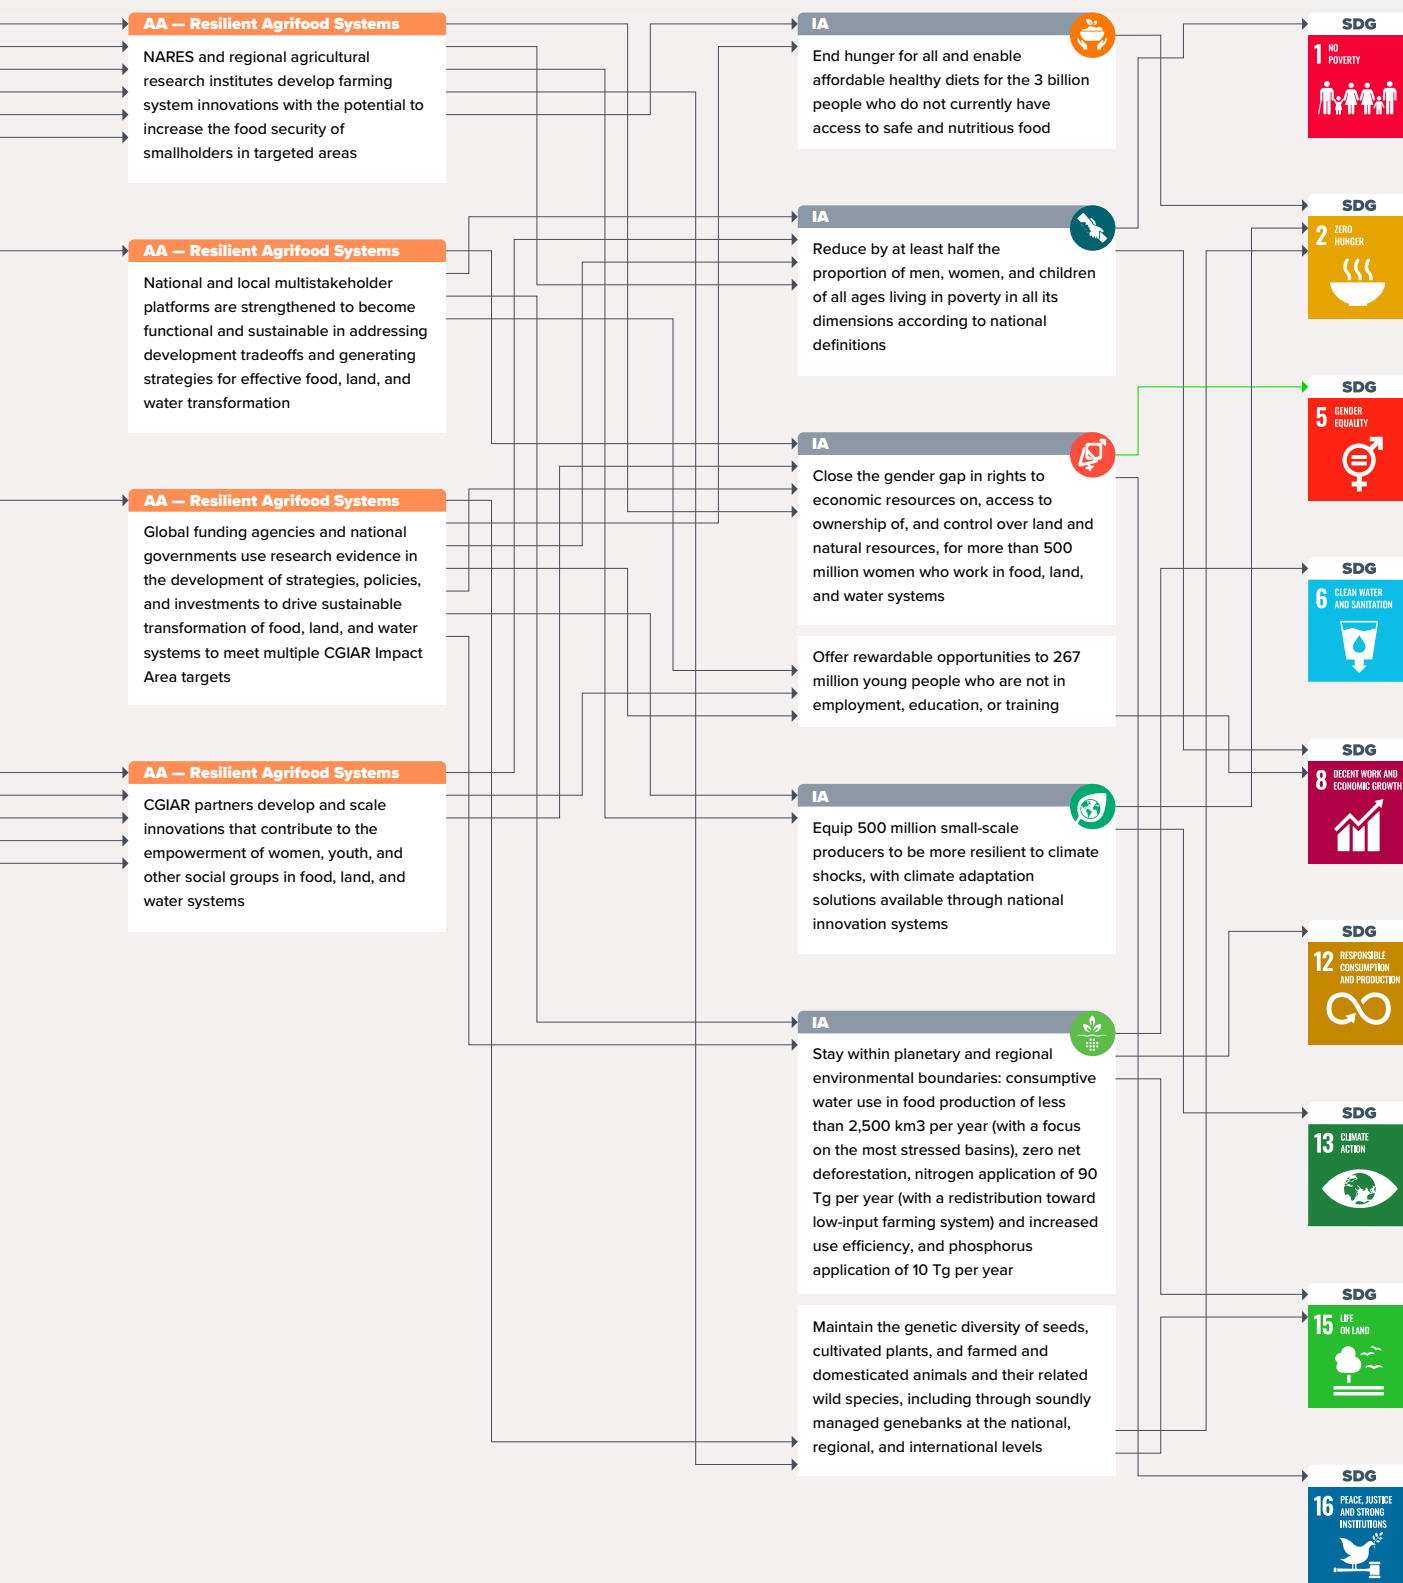 AA — Resilient Agrifood Systems
NARES and regional agricultural
research institutes develop farming
system innovations with the potential to
increase the food security of
smallholders in targeted areas
AA — Resilient Agrifood Systems
National and local multistakeholder
platforms are strengthened to become
functional and sustainable in addressing
development tradeoffs and generating
strategies for effective food, land, and
water transformation
AA — Resilient Agrifood Systems
Global funding agencies and national
governments use research evidence in
the development of strategies, policies,
and investments to drive sustainable
transformation of food, land, and water
systems to meet multiple CGIAR Impact
Area targets
AA — Resilient Agrifood Systems
CGIAR partners develop and scale
innovations that contribute to the
empowerment of women, youth, and
other social groups in food, land, and
water systems
IA
End hunger for all and enable
affordable healthy diets for the 3 billion
people who do not currently have
access to safe and nutritious food
IA
Reduce by at least half the
proportion of men, women, and children
of all ages living in poverty in all its
dimensions according to national
definitions
IA
Close the gender gap in rights to
economic resources on, access to
ownership of, and control over land and
natural resources, for more than 500
million women who work in food, land,
and water systems
Offer rewardable opportunities to 267
million young people who are not in
employment, education, or training
IA
Equip 500 million small-scale
producers to be more resilient to climate
shocks, with climate adaptation
solutions available through national
innovation systems
IA
Stay within planetary and regional
environmental boundaries: consumptive
water use in food production of less
than 2,500 km3 per year (with a focus
on the most stressed basins), zero net
deforestation, nitrogen application of 90
Tg per year (with a redistribution toward
low-input farming system) and increased
use efficiency, and phosphorus
application of 10 Tg per year
Maintain the genetic diversity of seeds,
cultivated plants, and farmed and
domesticated animals and their related
wild species, including through soundly
managed genebanks at the national,
regional, and international levels
SDG
1 NO
POVERTY
SDG
2 ZERO
HUNGER
SDG
5 GENDER
EQUALITY
SDG
6 CLEAN WATER
AND SANITATION
SDG
8 DECENT WORK AND
ECONOMIC GROWTH
SDG
12 RESPONSIBLE
CONSUMPTION
AND PRODUCTION
SDG
13 CLIMATE
ACTION
SDG
15 LIFE
ON LAND
SDG
16 PEACE, JUSTICE
AND STRONG
INSTITUTIONS